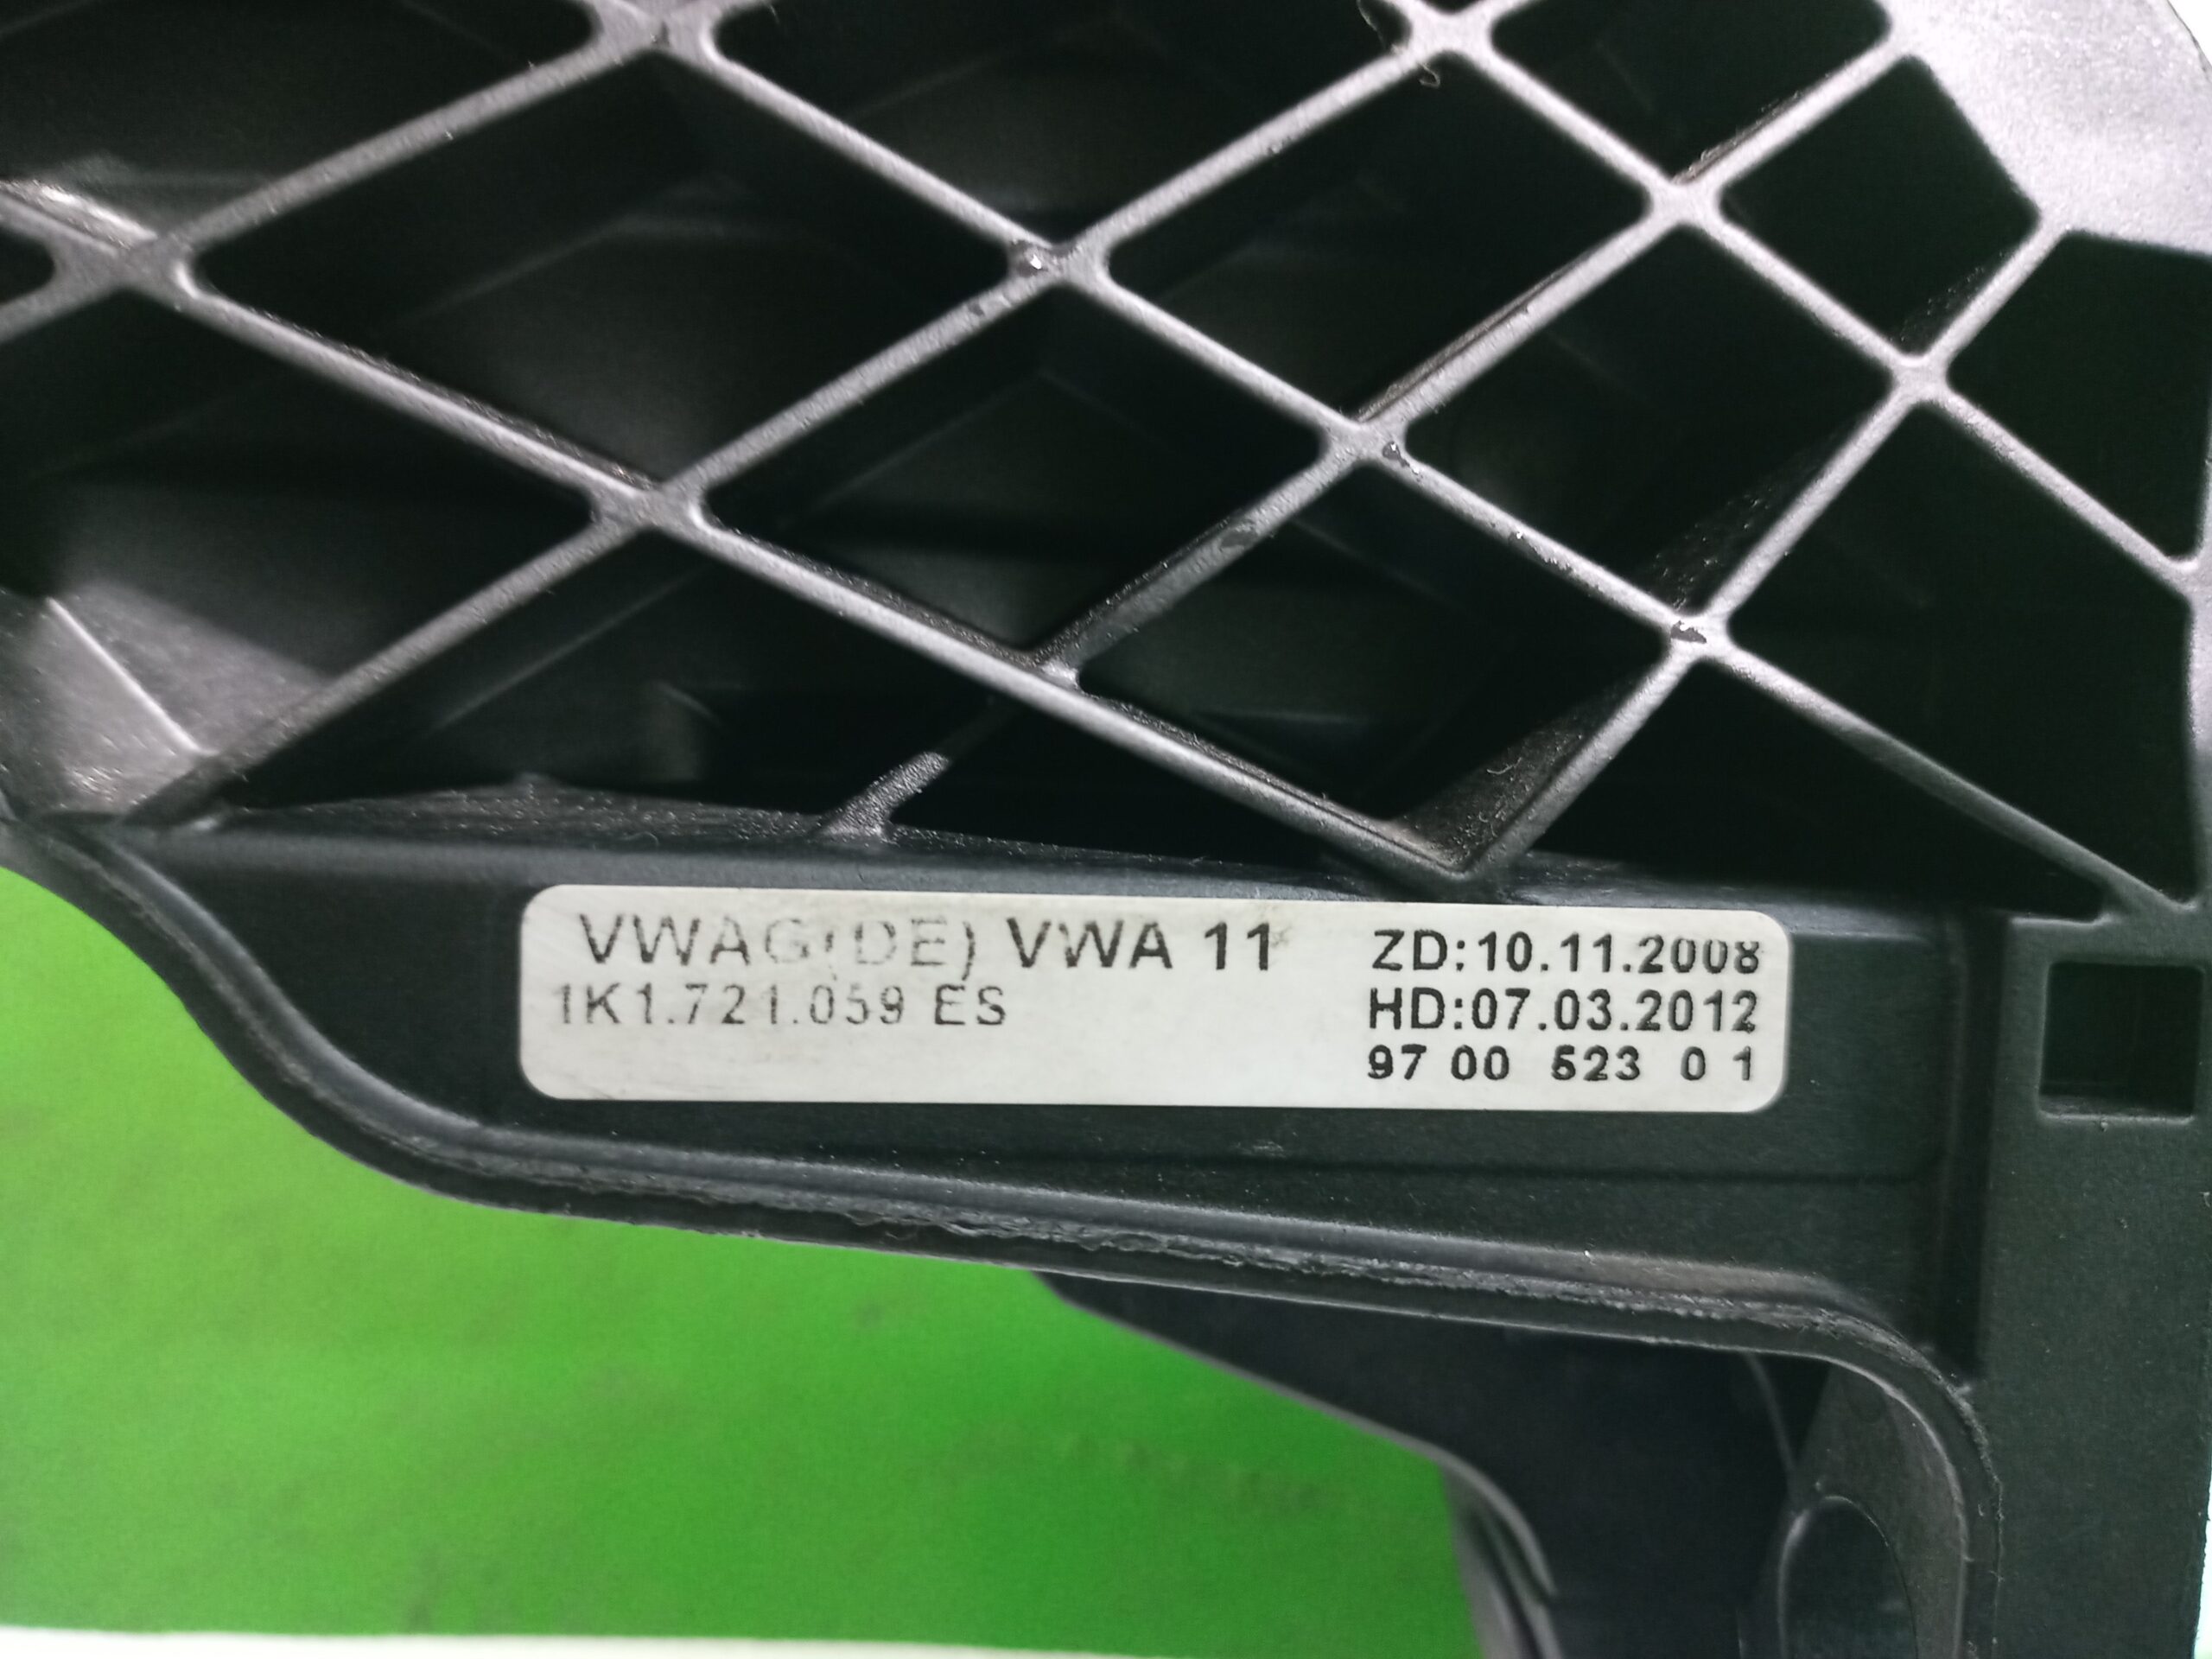 VWAG(DE) VWA 11 ZD:10.11.2008
1K1.721.059 ES HD:07.03.2012
97 00 523 0 1